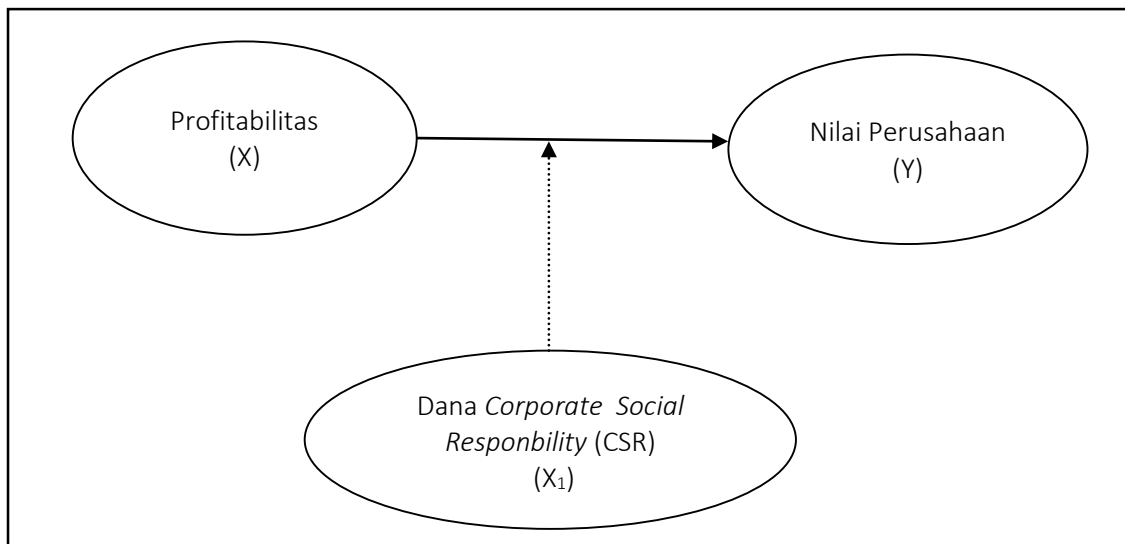 Profitabilitas
(X)
Nilai Perusahaan
(Y)
Dana Corporate Social
Responbility (CSR)
(X₁)